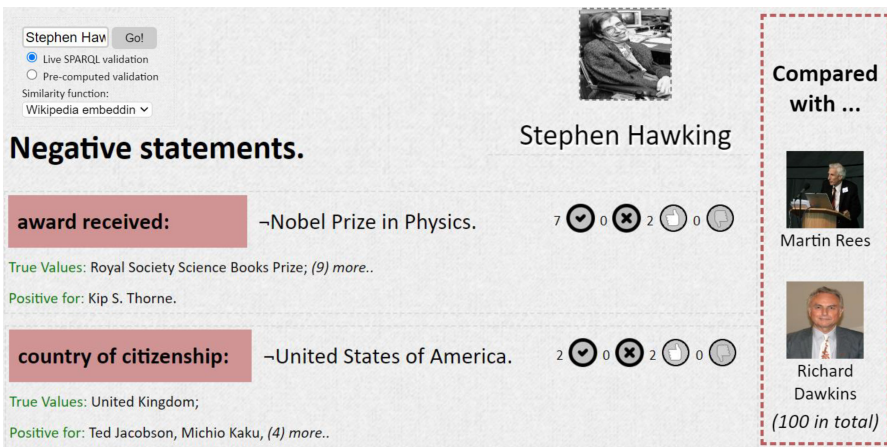 Stephen Haw Go!
Live SPARQL validation
Pre-computed validation
Similarity function:
Wikipedia embeddin
Negative statements.
Stephen Hawking
award received: ¬Nobel Prize in Physics. 7 0 2 0
True Values: Royal Society Science Books Prize; (9) more..
Positive for: Kip S. Thorne.
country of citizenship: ¬United States of America. 2 0 2 0
True Values: United Kingdom;
Positive for: Ted Jacobson, Michio Kaku, (4) more..
Compared
with ...
Martin Rees
Richard
Dawkins
(100 in total)